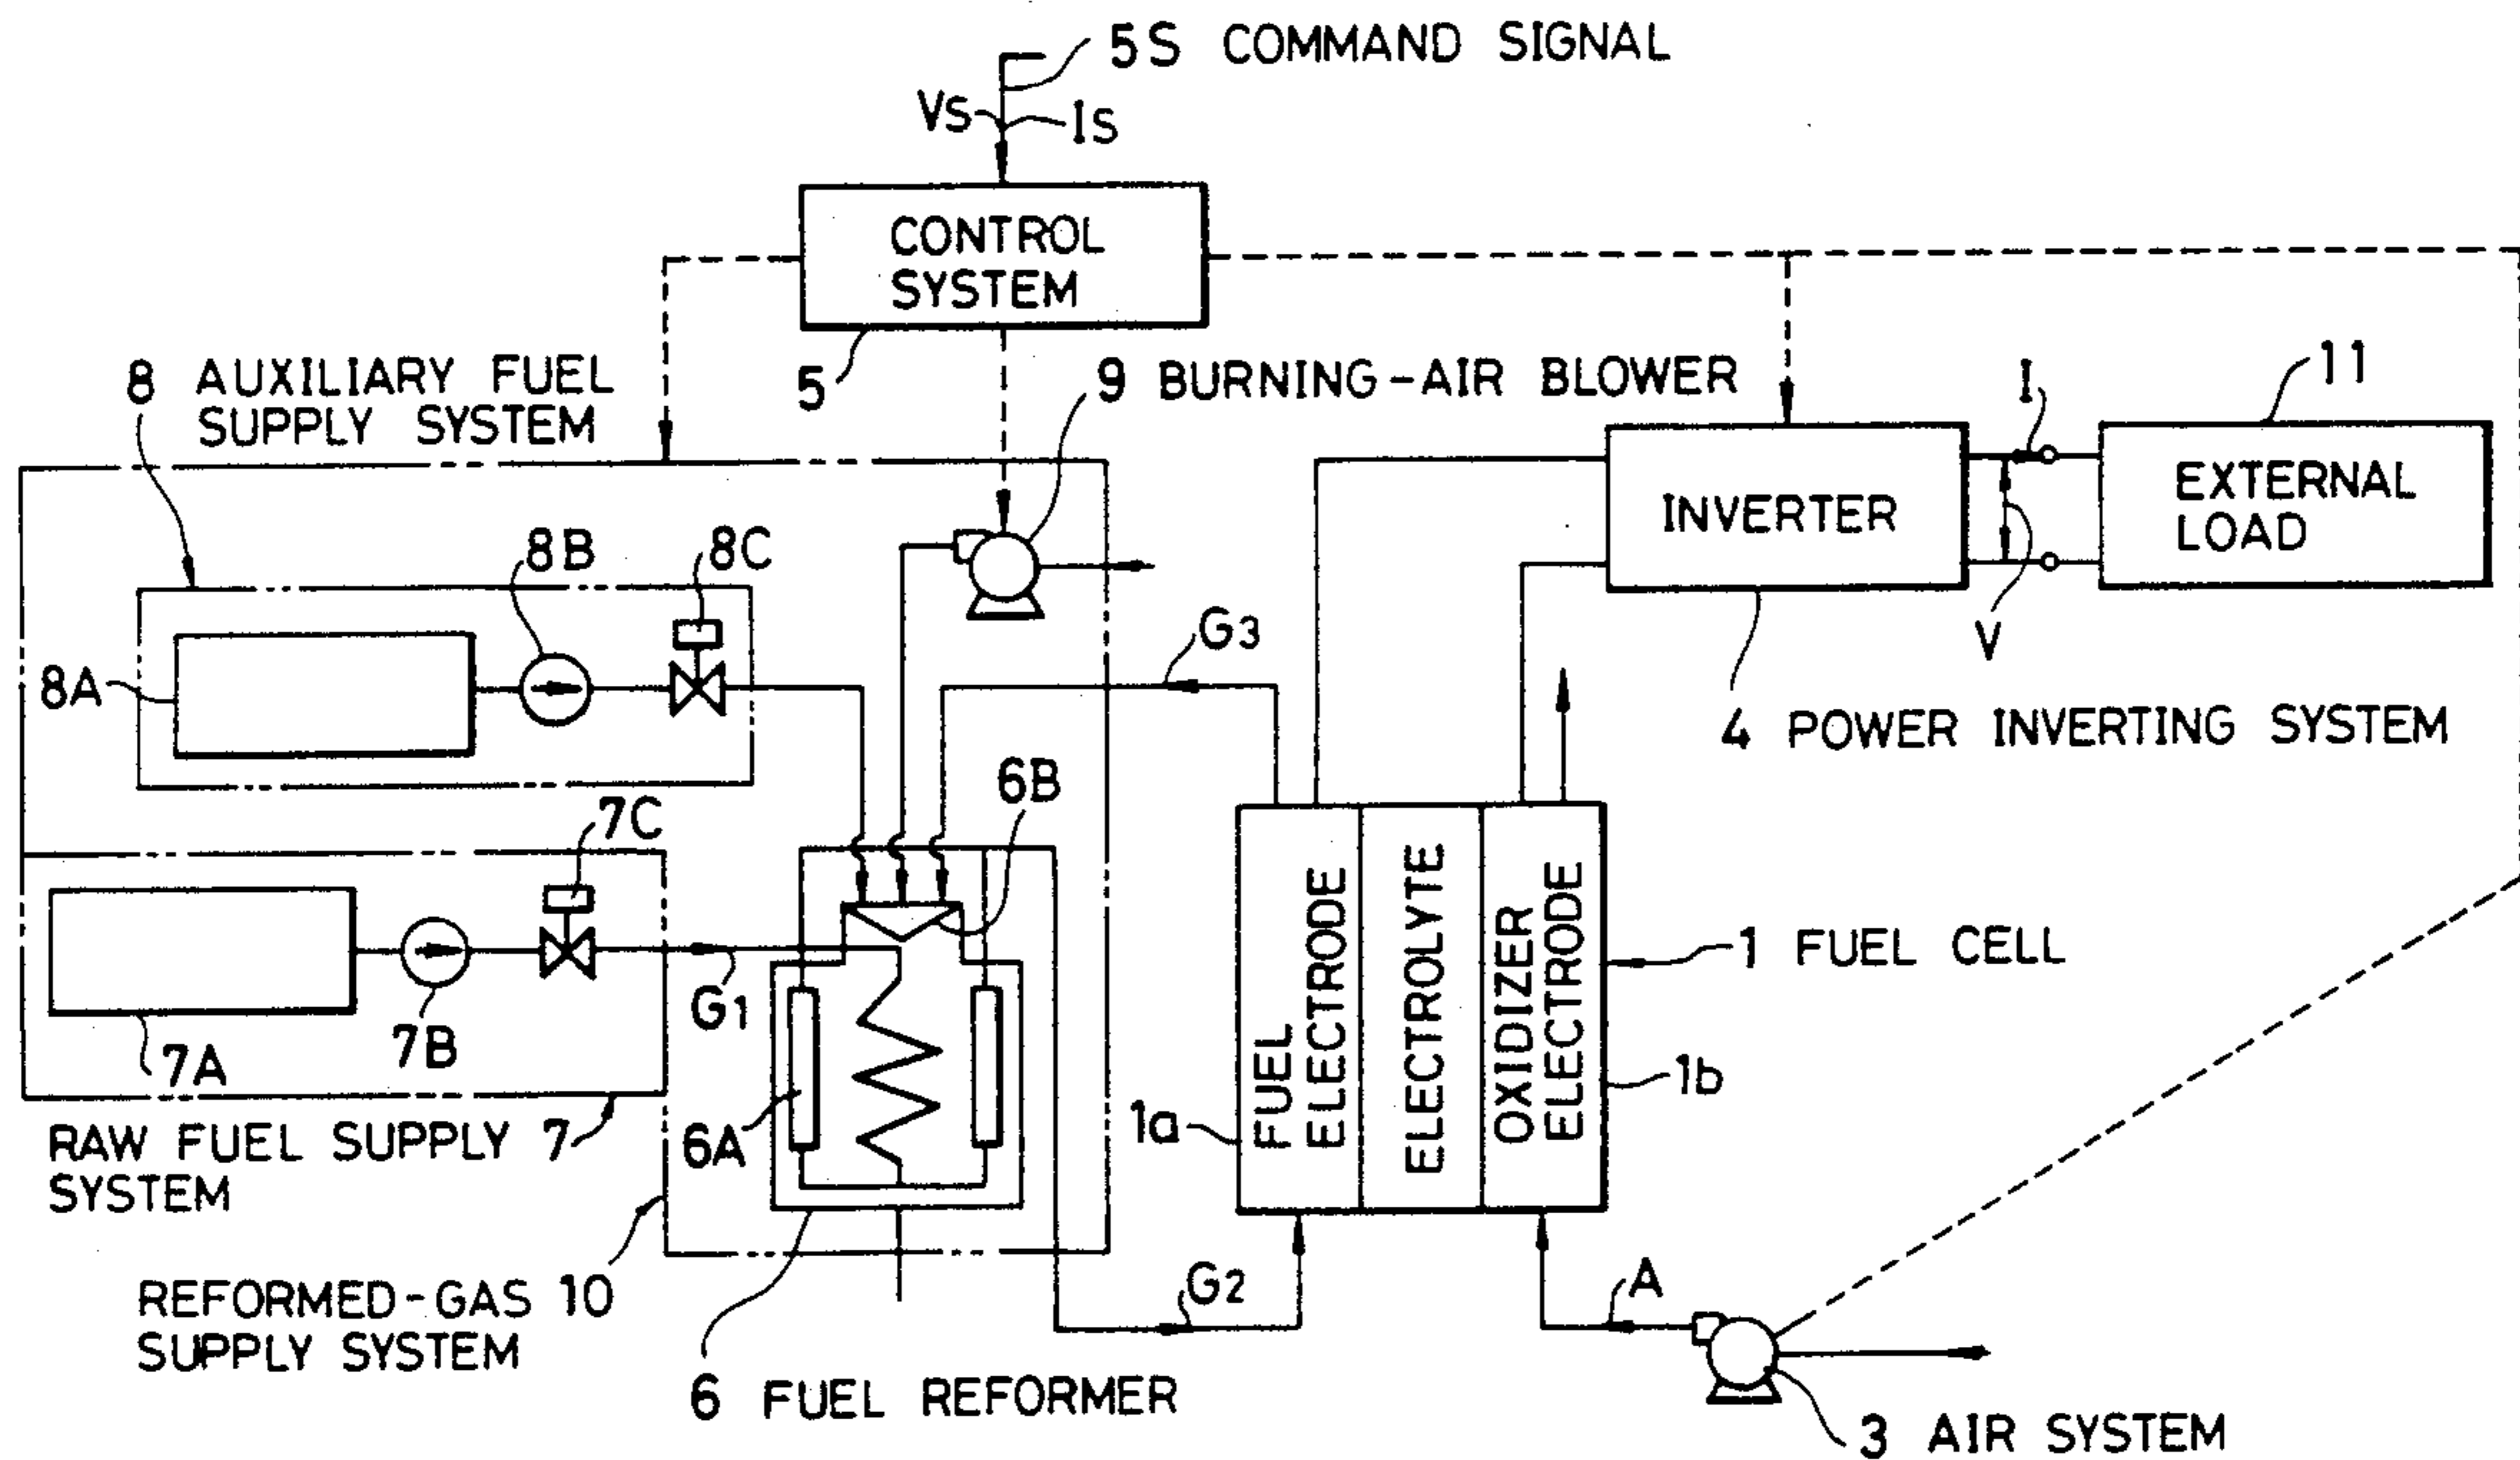 5S COMMAND SIGNAL
Vs
Is
CONTROL
SYSTEM
5
8 AUXILIARY FUEL
SUPPLY SYSTEM
9 BURNING-AIR BLOWER
I
11
INVERTER
EXTERNAL
LOAD
V
8A
8B
8C
G3
4 POWER INVERTING SYSTEM
6B
7C
7A
7B
G1
6A
RAW FUEL SUPPLY 7
SYSTEM
FUEL
ELECTRODE
ELECTROLYTE
OXIDIZER
ELECTRODE
1 FUEL CELL
1a
1b
REFORMED-GAS 10
SUPPLY SYSTEM
G2
A
6 FUEL REFORMER
3 AIR SYSTEM